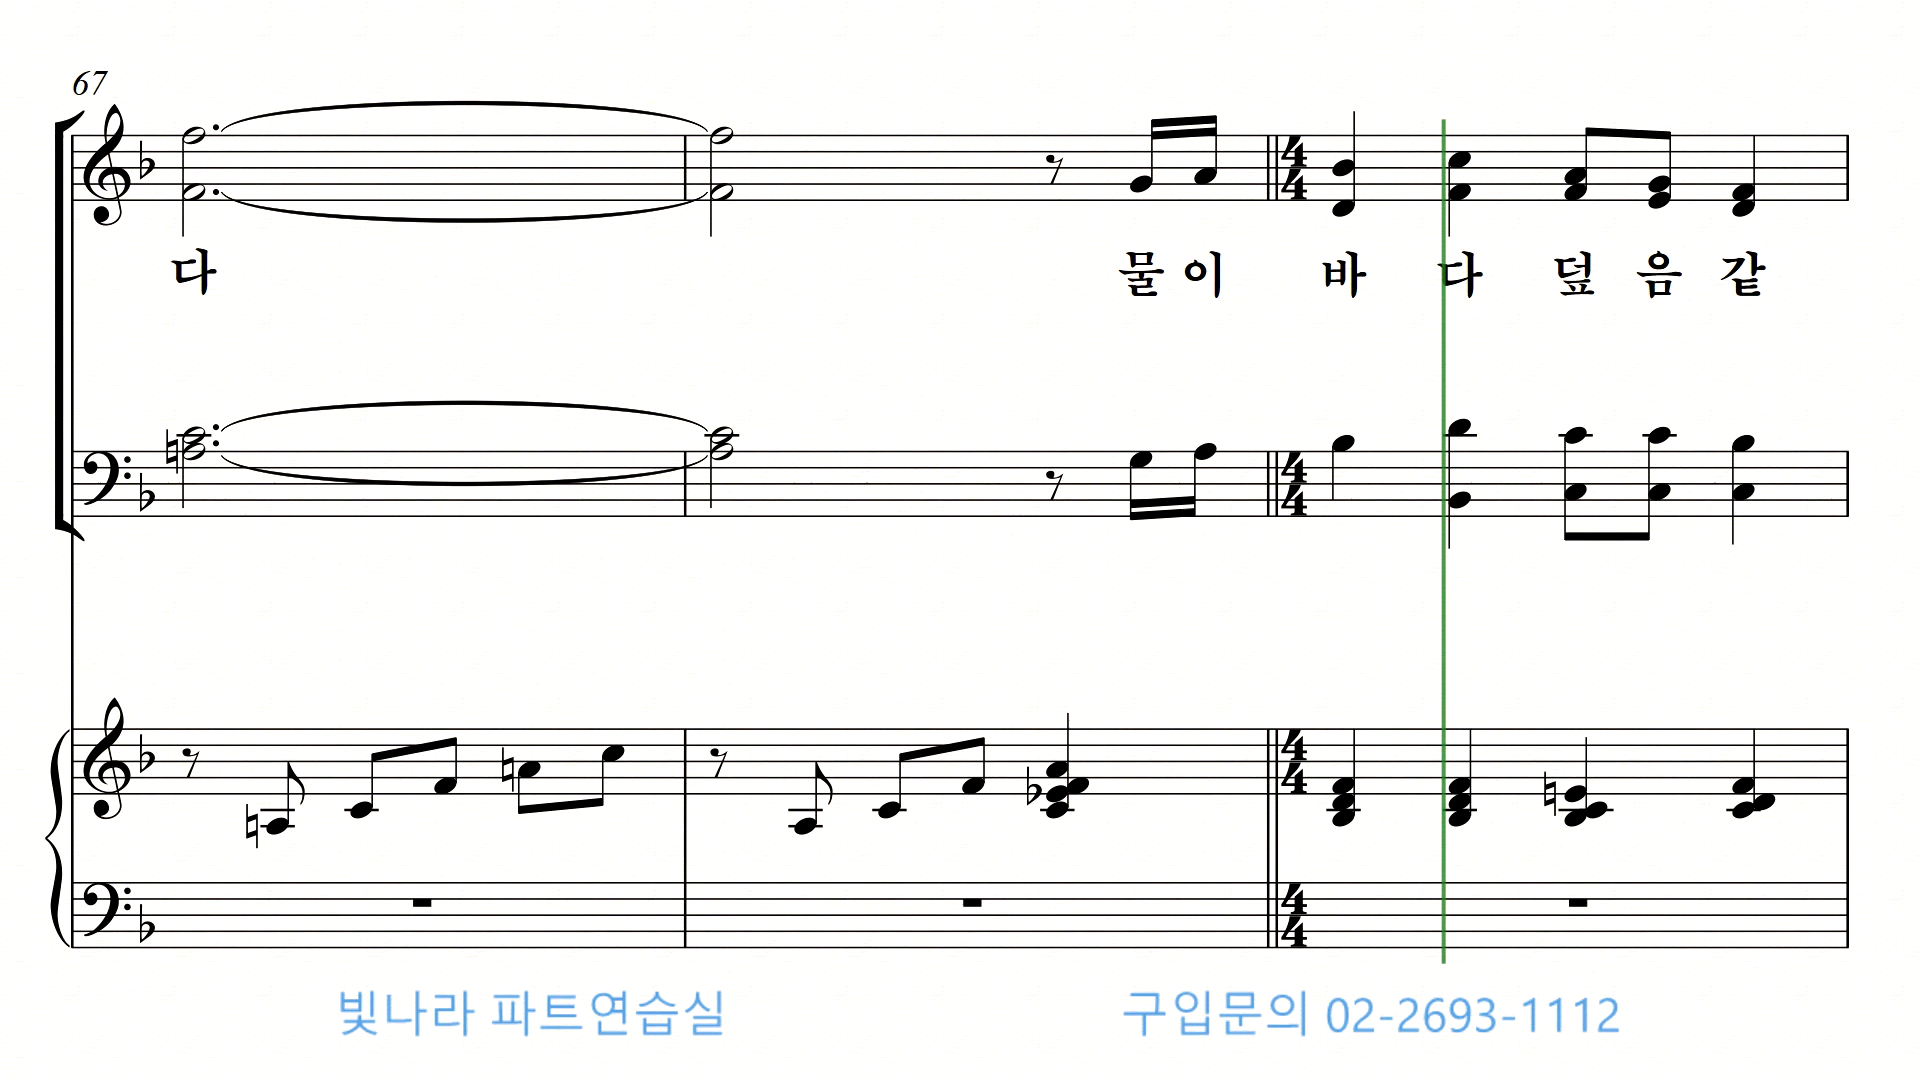 67
다 물 이 바 다 덮 음 같
빛나라 파트연습실 구입문의 02-2693-1112